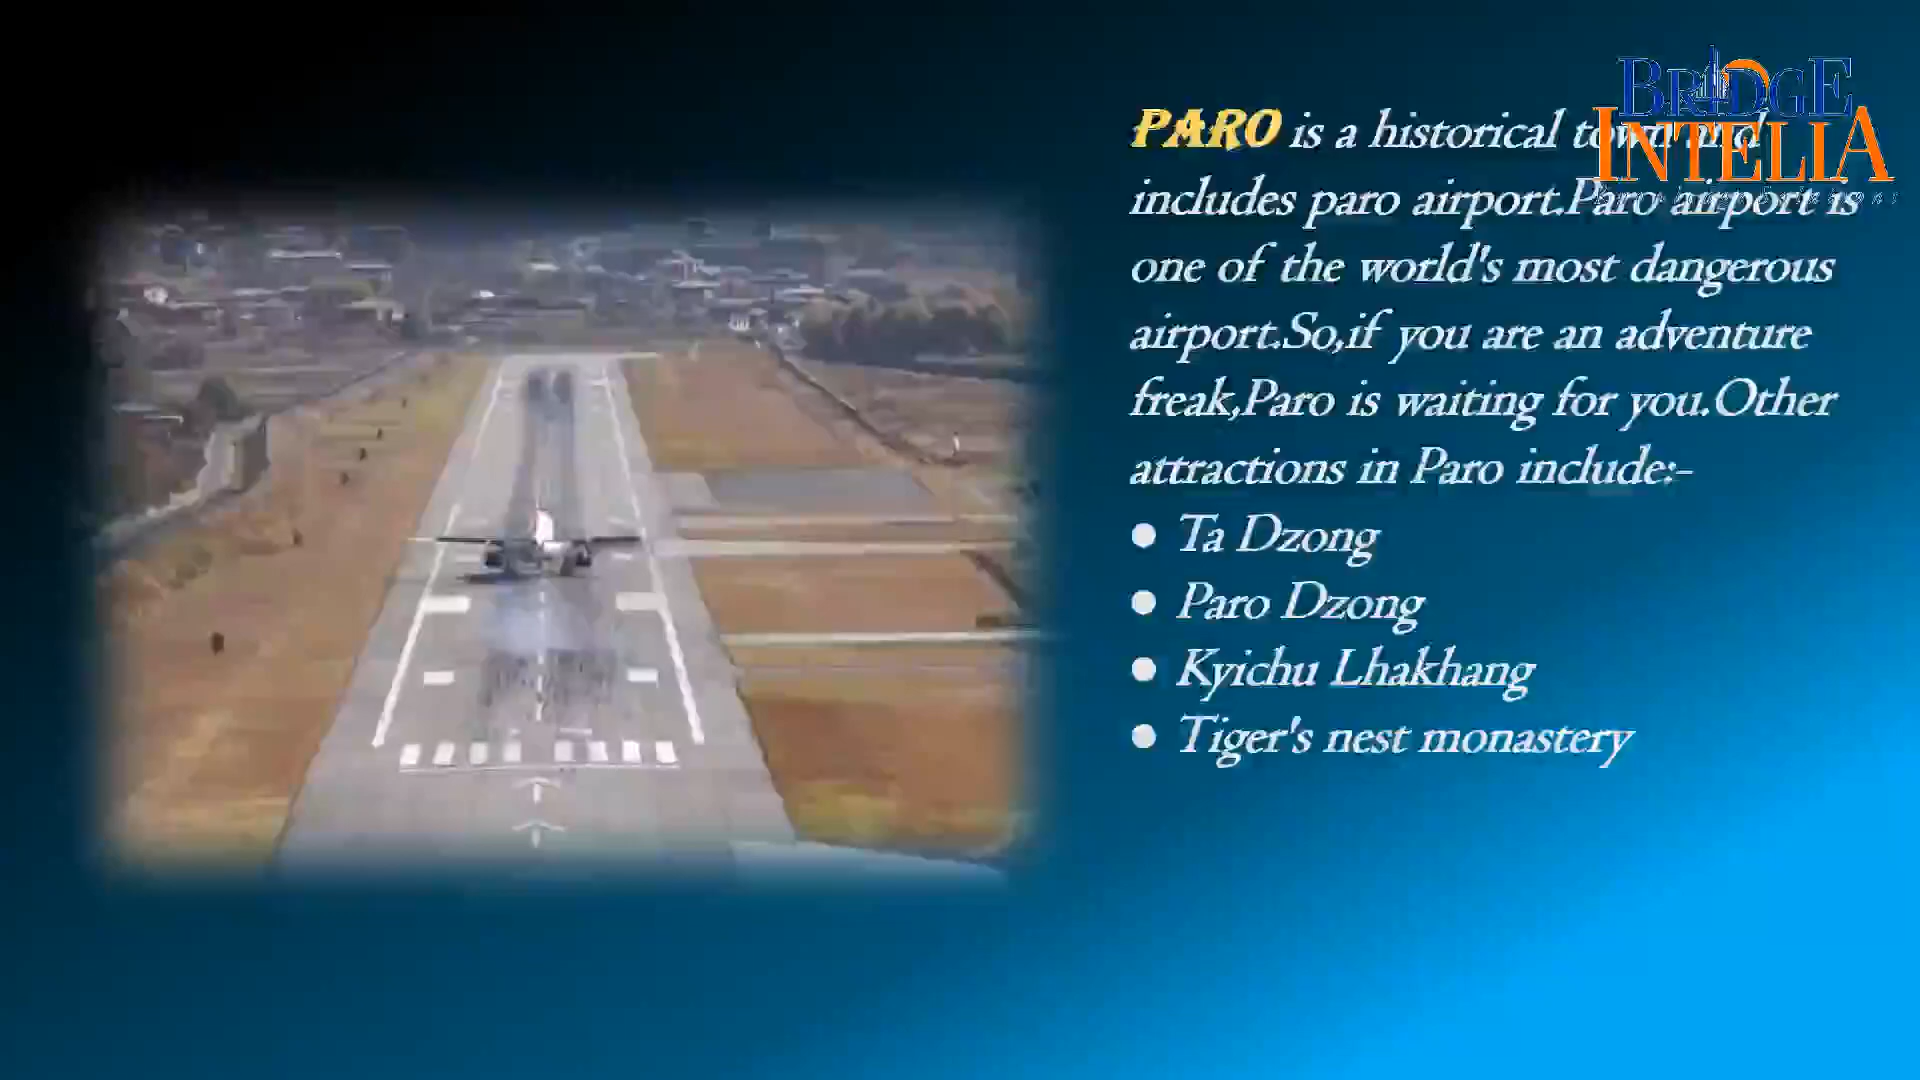 BRIDGE
INTELIA
PARO is a historical town and
includes paro airport.Paro airport is
one of the world's most dangerous
airport.So,if you are an adventure
freak,Paro is waiting for you.Other
attractions in Paro include:-
● Ta Dzong
● Paro Dzong
● Kyichu Lhakhang
● Tiger's nest monastery